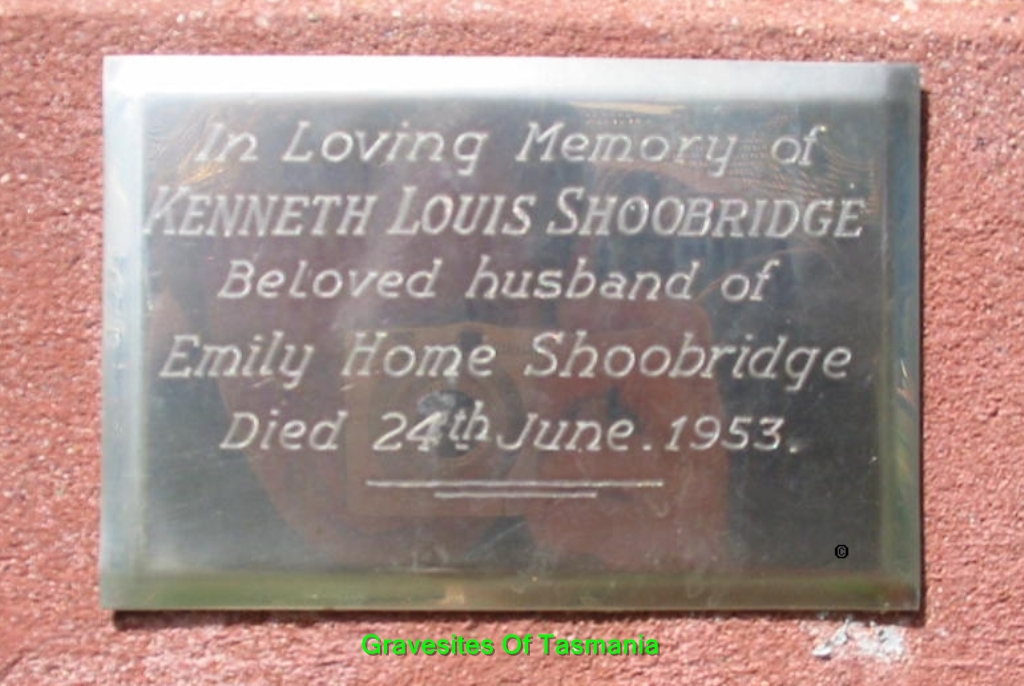 In Loving Memory of
KENNETH LOUIS SHOOBRIDGE
Beloved husband of
Emily Home Shoobridge
Died 24th June. 1953.
©
Gravesites Of Tasmania